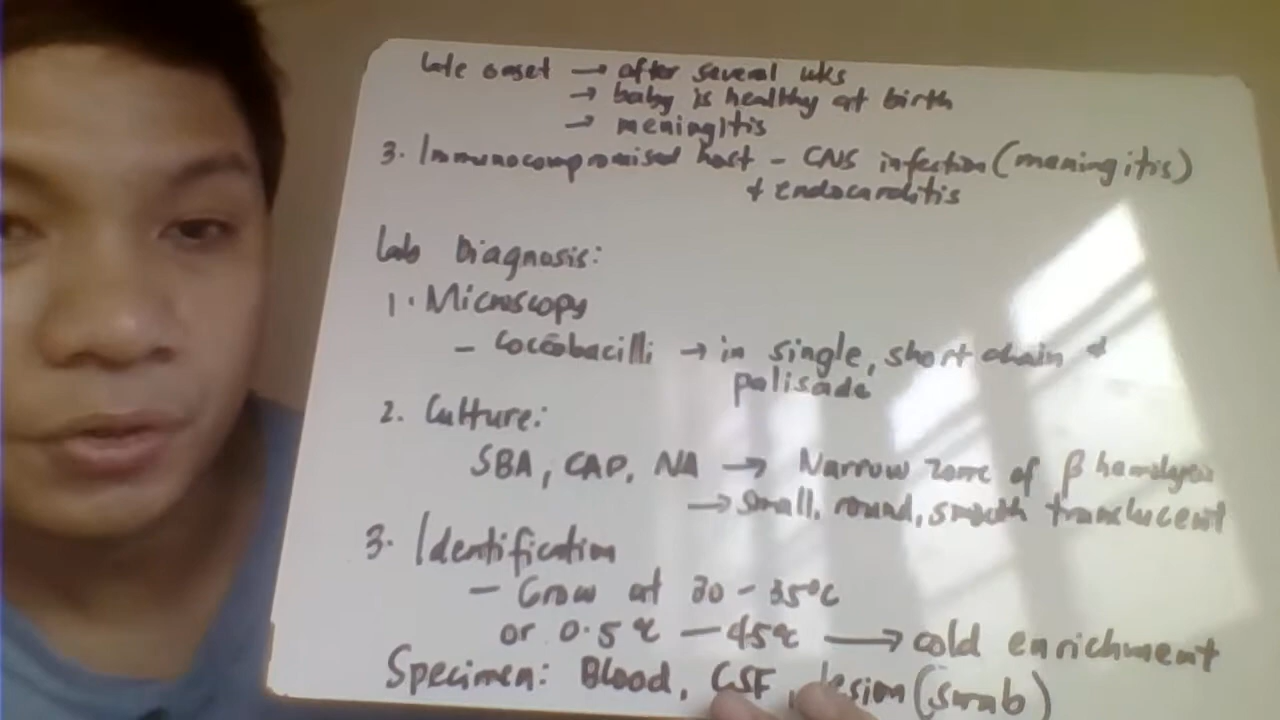 late onset → after several wks
→ baby is healthy at birth
→ meningitis
3. Immunocompromised host - CNS infection (meningitis)
+ endocarditis
Lab Diagnosis:
1. Microscopy
- Coccobacilli → in single, short chain +
palisade
2. Culture:
SBA, CAP, NA → Narrow zone of β hemolysis
→ small, round, smooth translucent
3. Identification
- Grow at 30 - 35°C
or 0.5°C - 45°C → cold enrichment
Specimen: Blood, CSF, lesion (swab)